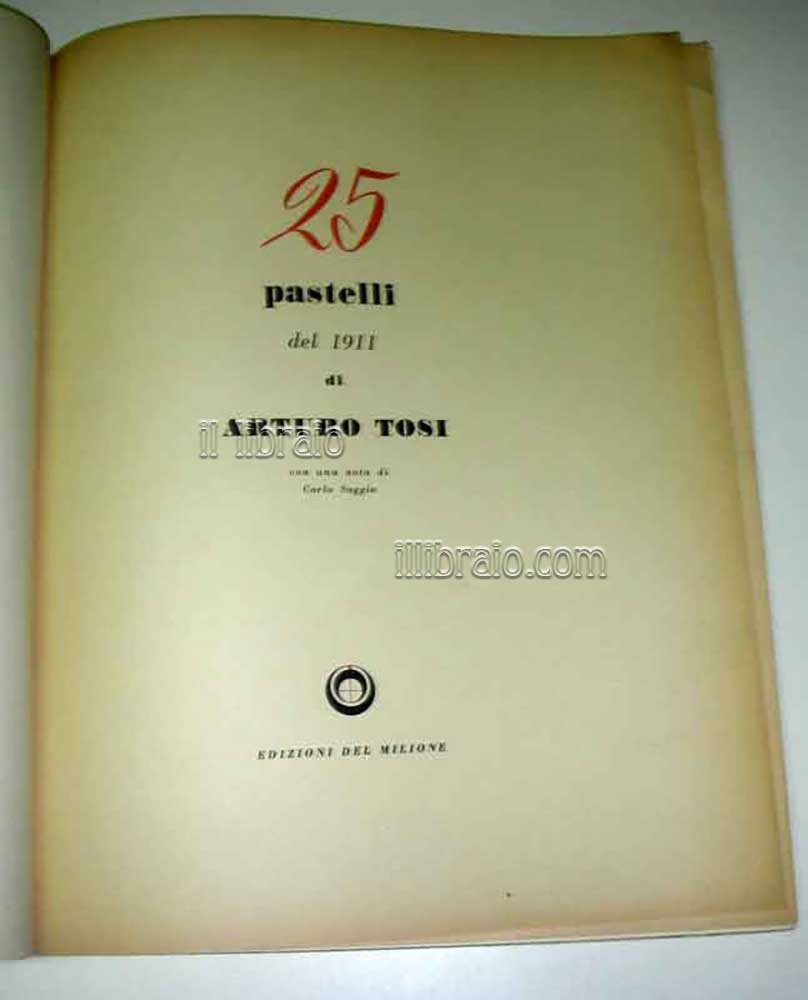 25
pastelli
del 1911
di
ARTURO TOSI
il libraio
con una nota di
Carlo Saggio
illibraio.com
EDIZIONI DEL MILIONE